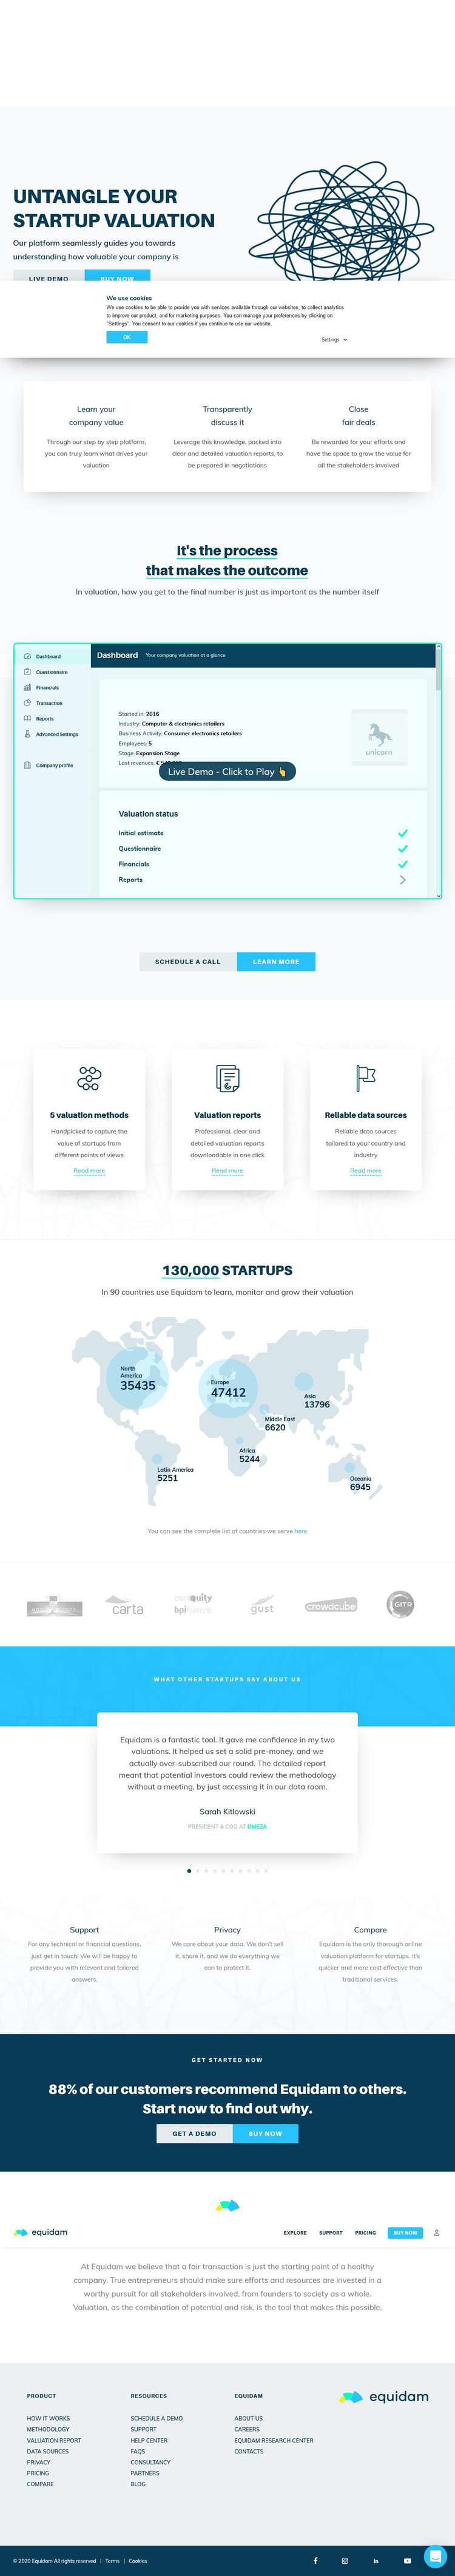 UNTANGLE YOUR
STARTUP VALUATION
Our platform seamlessly guides you towards
understanding how valuable your company is
LIVE DEMO
BUY NOW
We use cookies
We use cookies to be able to provide you with services available through our websites, to collect analytics
to improve our product, and for marketing purposes. You can manage your preferences by clicking on
"Settings". You consent to our cookies if you continue to use our website.
OK
Settings
Learn your
company value
Through our step by step platform,
you can truly learn what drives your
valuation
Transparently
discuss it
Leverage this knowledge, packed into
clear and detailed valuation reports, to
be prepared in negotiations
Close
fair deals
Be rewarded for your efforts and
have the space to grow the value for
all the stakeholders involved
It's the process
that makes the outcome
In valuation, how you get to the final number is just as important as the number itself
Dashboard
Questionnaire
Financials
Transaction
Reports
Advanced Settings
Company profile
Dashboard Your company valuation at a glance
Started in: 2016
Industry: Computer & electronics retailers
Business Activity: Consumer electronics retailers
Employees: 5
Stage: Expansion Stage
Last revenues: €
unicorn
Live Demo - Click to Play 👆
Valuation status
Initial estimate
Questionnaire
Financials
Reports
SCHEDULE A CALL
LEARN MORE
5 valuation methods
Handpicked to capture the
value of startups from
different points of views
Read more
Valuation reports
Professional, clear and
detailed valuation reports
downloadable in one click
Read more
Reliable data sources
Reliable data sources
tailored to your country and
industry
Read more
130,000 STARTUPS
In 90 countries use Equidam to learn, monitor and grow their valuation
North
America
35435
Europe
47412
Asia
13796
Middle East
6620
Africa
5244
Latin America
5251
Oceania
6945
You can see the complete list of countries we serve here
carta
bpi
gust
crowdcube
GITR
WHAT OTHER STARTUPS SAY ABOUT US
Equidam is a fantastic tool. It gave me confidence in my two
valuations. It helped us set a solid pre-money, and we
actually over-subscribed our round. The detailed report
meant that potential investors could review the methodology
without a meeting, by just accessing it in our data room.
Sarah Kitlowski
PRESIDENT & COO AT OMEZA
Support
For any technical or financial questions,
just get in touch! We will be happy to
provide you with relevant and tailored
answers.
Privacy
We care about your data. We don't sell
it, share it, and we do everything we
can to protect it.
Compare
Equidam is the only thorough online
valuation platform for startups. It's
quicker and more cost effective than
traditional services.
GET STARTED NOW
88% of our customers recommend Equidam to others.
Start now to find out why.
GET A DEMO
BUY NOW
equidam
EXPLORE
SUPPORT
PRICING
BUY NOW
At Equidam we believe that a fair transaction is just the starting point of a healthy
company. True entrepreneurs should make sure efforts and resources are invested in a
worthy pursuit for all stakeholders involved, from founders to society as a whole.
Valuation, as the combination of potential and risk, is the tool that makes this possible.
PRODUCT
HOW IT WORKS
METHODOLOGY
VALUATION REPORT
DATA SOURCES
PRIVACY
PRICING
COMPARE
RESOURCES
SCHEDULE A DEMO
SUPPORT
HELP CENTER
FAQS
CONSULTANCY
PARTNERS
BLOG
EQUIDAM
ABOUT US
CAREERS
EQUIDAM RESEARCH CENTER
CONTACTS
equidam
© 2020 Equidam All rights reserved | Terms | Cookies